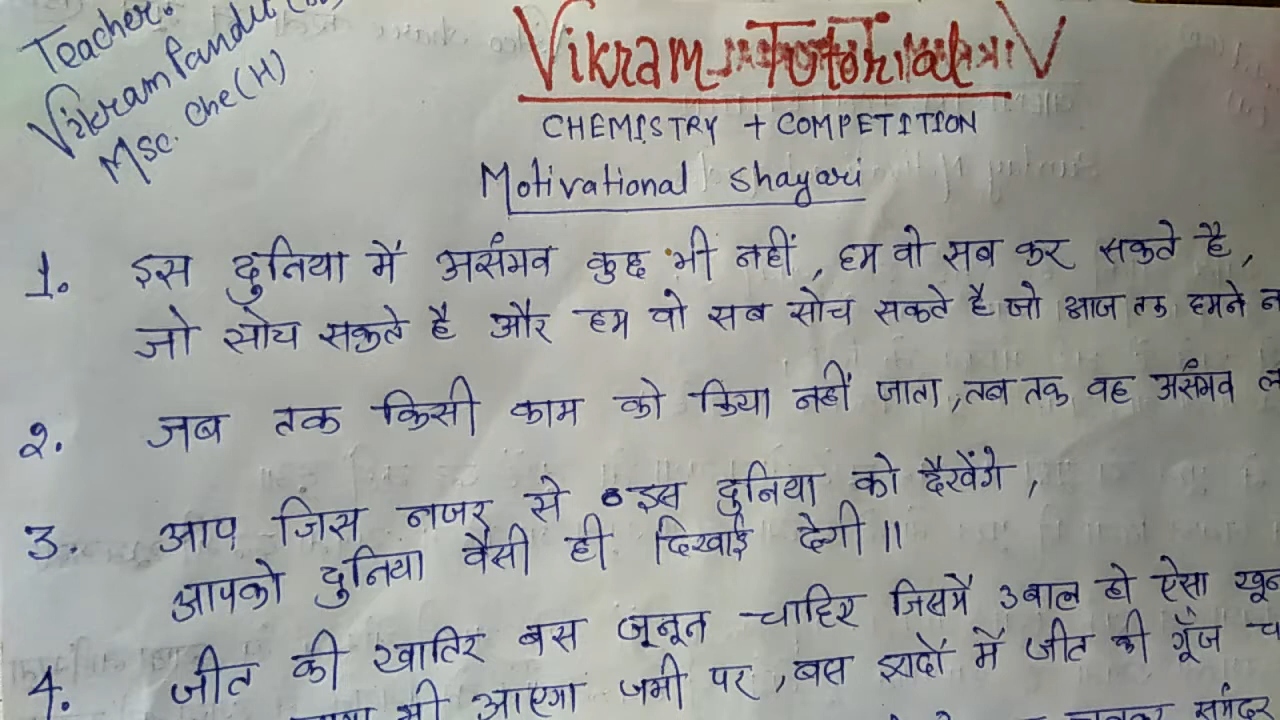 Teacher.
Vikram Pandit
Msc. Che(H)
Vikram Tutorial
CHEMISTRY + COMPETITION
Motivational Shayari
1. इस दुनिया में असंभव कुछ भी नहीं, हम वो सब कर सकते है,
जो सोच सकते है और हम वो सब सोच सकते है जो आज तक हमने
2. जब तक किसी काम को किया नहीं जाता, तब तक वह असंभव
3. आप जिस नजर से इस दुनिया को देखेंगे,
आपको दुनिया वैसी ही दिखाई देगी॥
4. जीत की खातिर बस जूनून चाहिए जिसमें उबाल हो ऐसा खून
भी आएगा जमी पर, बस इरादों में जीत की गूँज
समंदर